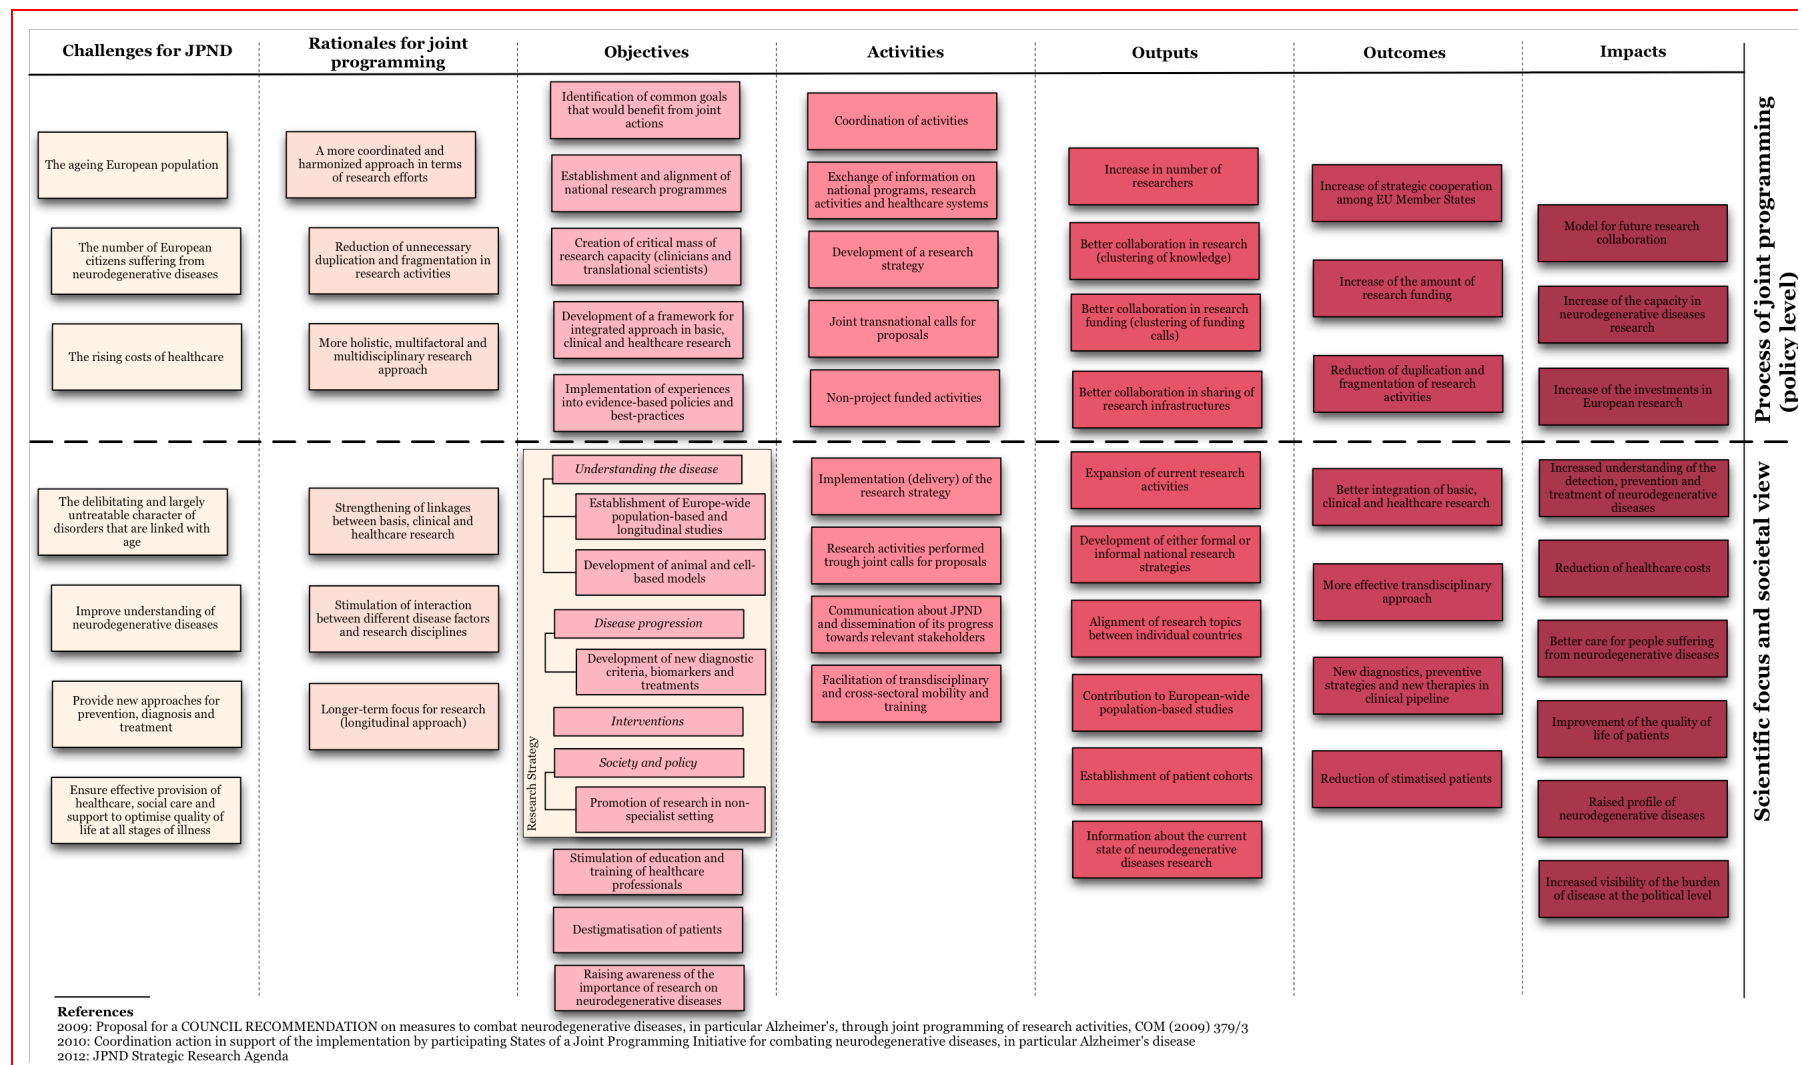 Challenges for JPND
Rationales for joint
programming
Objectives
Activities
Outputs
Outcomes
Impacts
The ageing European population
The number of European
citizens suffering from
neurodegenerative diseases
The rising costs of healthcare
A more coordinated and
harmonized approach in terms
of research efforts
Reduction of unnecessary
duplication and fragmentation in
research activities
More holistic, multifactoral and
multidisciplinary research
approach
Identification of common goals
that would benefit from joint
actions
Establishment and alignment of
national research programmes
Creation of critical mass of
research capacity (clinicians and
translational scientists)
Development of a framework for
integrated approach in basic,
clinical and healthcare research
Implementation of experiences
into evidence-based policies and
best-practices
Coordination of activities
Exchange of information on
national programs, research
activities and healthcare systems
Development of a research
strategy
Joint transnational calls for
proposals
Non-project funded activities
Increase in number of
researchers
Better collaboration in research
(clustering of knowledge)
Better collaboration in research
funding (clustering of funding
calls)
Better collaboration in sharing of
research infrastructures
Increase of strategic cooperation
among EU Member States
Increase of the amount of
research funding
Reduction of duplication and
fragmentation of research
activities
Model for future research
collaboration
Increase of the capacity in
neurodegenerative diseases
research
Increase of the investments in
European research
Process of joint programming
(policy level)
The delibitating and largely
untreatable character of
disorders that are linked with
age
Improve understanding of
neurodegenerative diseases
Provide new approaches for
prevention, diagnosis and
treatment
Ensure effective provision of
healthcare, social care and
support to optimise quality of
life at all stages of illness
Strengthening of linkages
between basis, clinical and
healthcare research
Stimulation of interaction
between different disease factors
and research disciplines
Longer-term focus for research
(longitudinal approach)
Research Strategy
Understanding the disease
Establishment of Europe-wide
population-based and
longitudinal studies
Development of animal and cell-
based models
Disease progression
Development of new diagnostic
criteria, biomarkers and
treatments
Interventions
Society and policy
Promotion of research in non-
specialist setting
Stimulation of education and
training of healthcare
professionals
Destigmatisation of patients
Raising awareness of the
importance of research on
neurodegenerative diseases
Implementation (delivery) of the
research strategy
Research activities performed
trough joint calls for proposals
Communication about JPND
and dissemination of its progress
towards relevant stakeholders
Facilitation of transdisciplinary
and cross-sectoral mobility and
training
Expansion of current research
activities
Development of either formal or
informal national research
strategies
Alignment of research topics
between individual countries
Contribution to European-wide
population-based studies
Establishment of patient cohorts
Information about the current
state of neurodegenerative
diseases research
Better integration of basic,
clinical and healthcare research
More effective transdisciplinary
approach
New diagnostics, preventive
strategies and new therapies in
clinical pipeline
Reduction of stimatised patients
Increased understanding of the
detection, prevention and
treatment of neurodegenerative
diseases
Reduction of healthcare costs
Better care for people suffering
from neurodegenerative diseases
Improvement of the quality of
life of patients
Raised profile of
neurodegenerative diseases
Increased visibility of the burden
of disease at the political level
Scientific focus and societal view
References
2009: Proposal for a COUNCIL RECOMMENDATION on measures to combat neurodegenerative diseases, in particular Alzheimer's, through joint programming of research activities, COM (2009) 379/3
2010: Coordination action in support of the implementation by participating States of a Joint Programming Initiative for combating neurodegenerative diseases, in particular Alzheimer's disease
2012: JPND Strategic Research Agenda